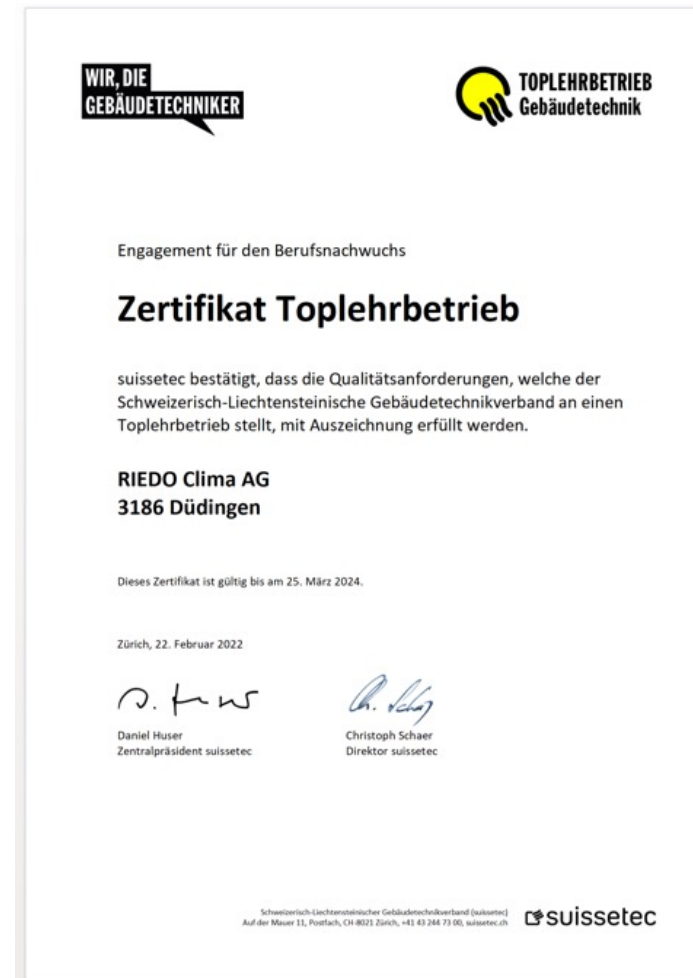 WIR, DIE
GEBÄUDETECHNIKER
TOPLEHRBETRIEB
Gebäudetechnik
Engagement für den Berufsnachwuchs
Zertifikat Toplehrbetrieb
suissetec bestätigt, dass die Qualitätsanforderungen, welche der
Schweizerisch-Liechtensteinische Gebäudetechnikverband an einen
Toplehrbetrieb stellt, mit Auszeichnung erfüllt werden.
RIEDO Clima AG
3186 Düdingen
Dieses Zertifikat ist gültig bis am 25. März 2024.
Zürich, 22. Februar 2022
Daniel Huser
Zentralpräsident suissetec
Christoph Schaer
Direktor suissetec
Schweizerisch-Liechtensteinischer Gebäudetechnikverband (suissetec)
Auf der Mauer 11, Postfach, CH-8021 Zürich, +41 43 244 73 00, suissetec.ch
suissetec